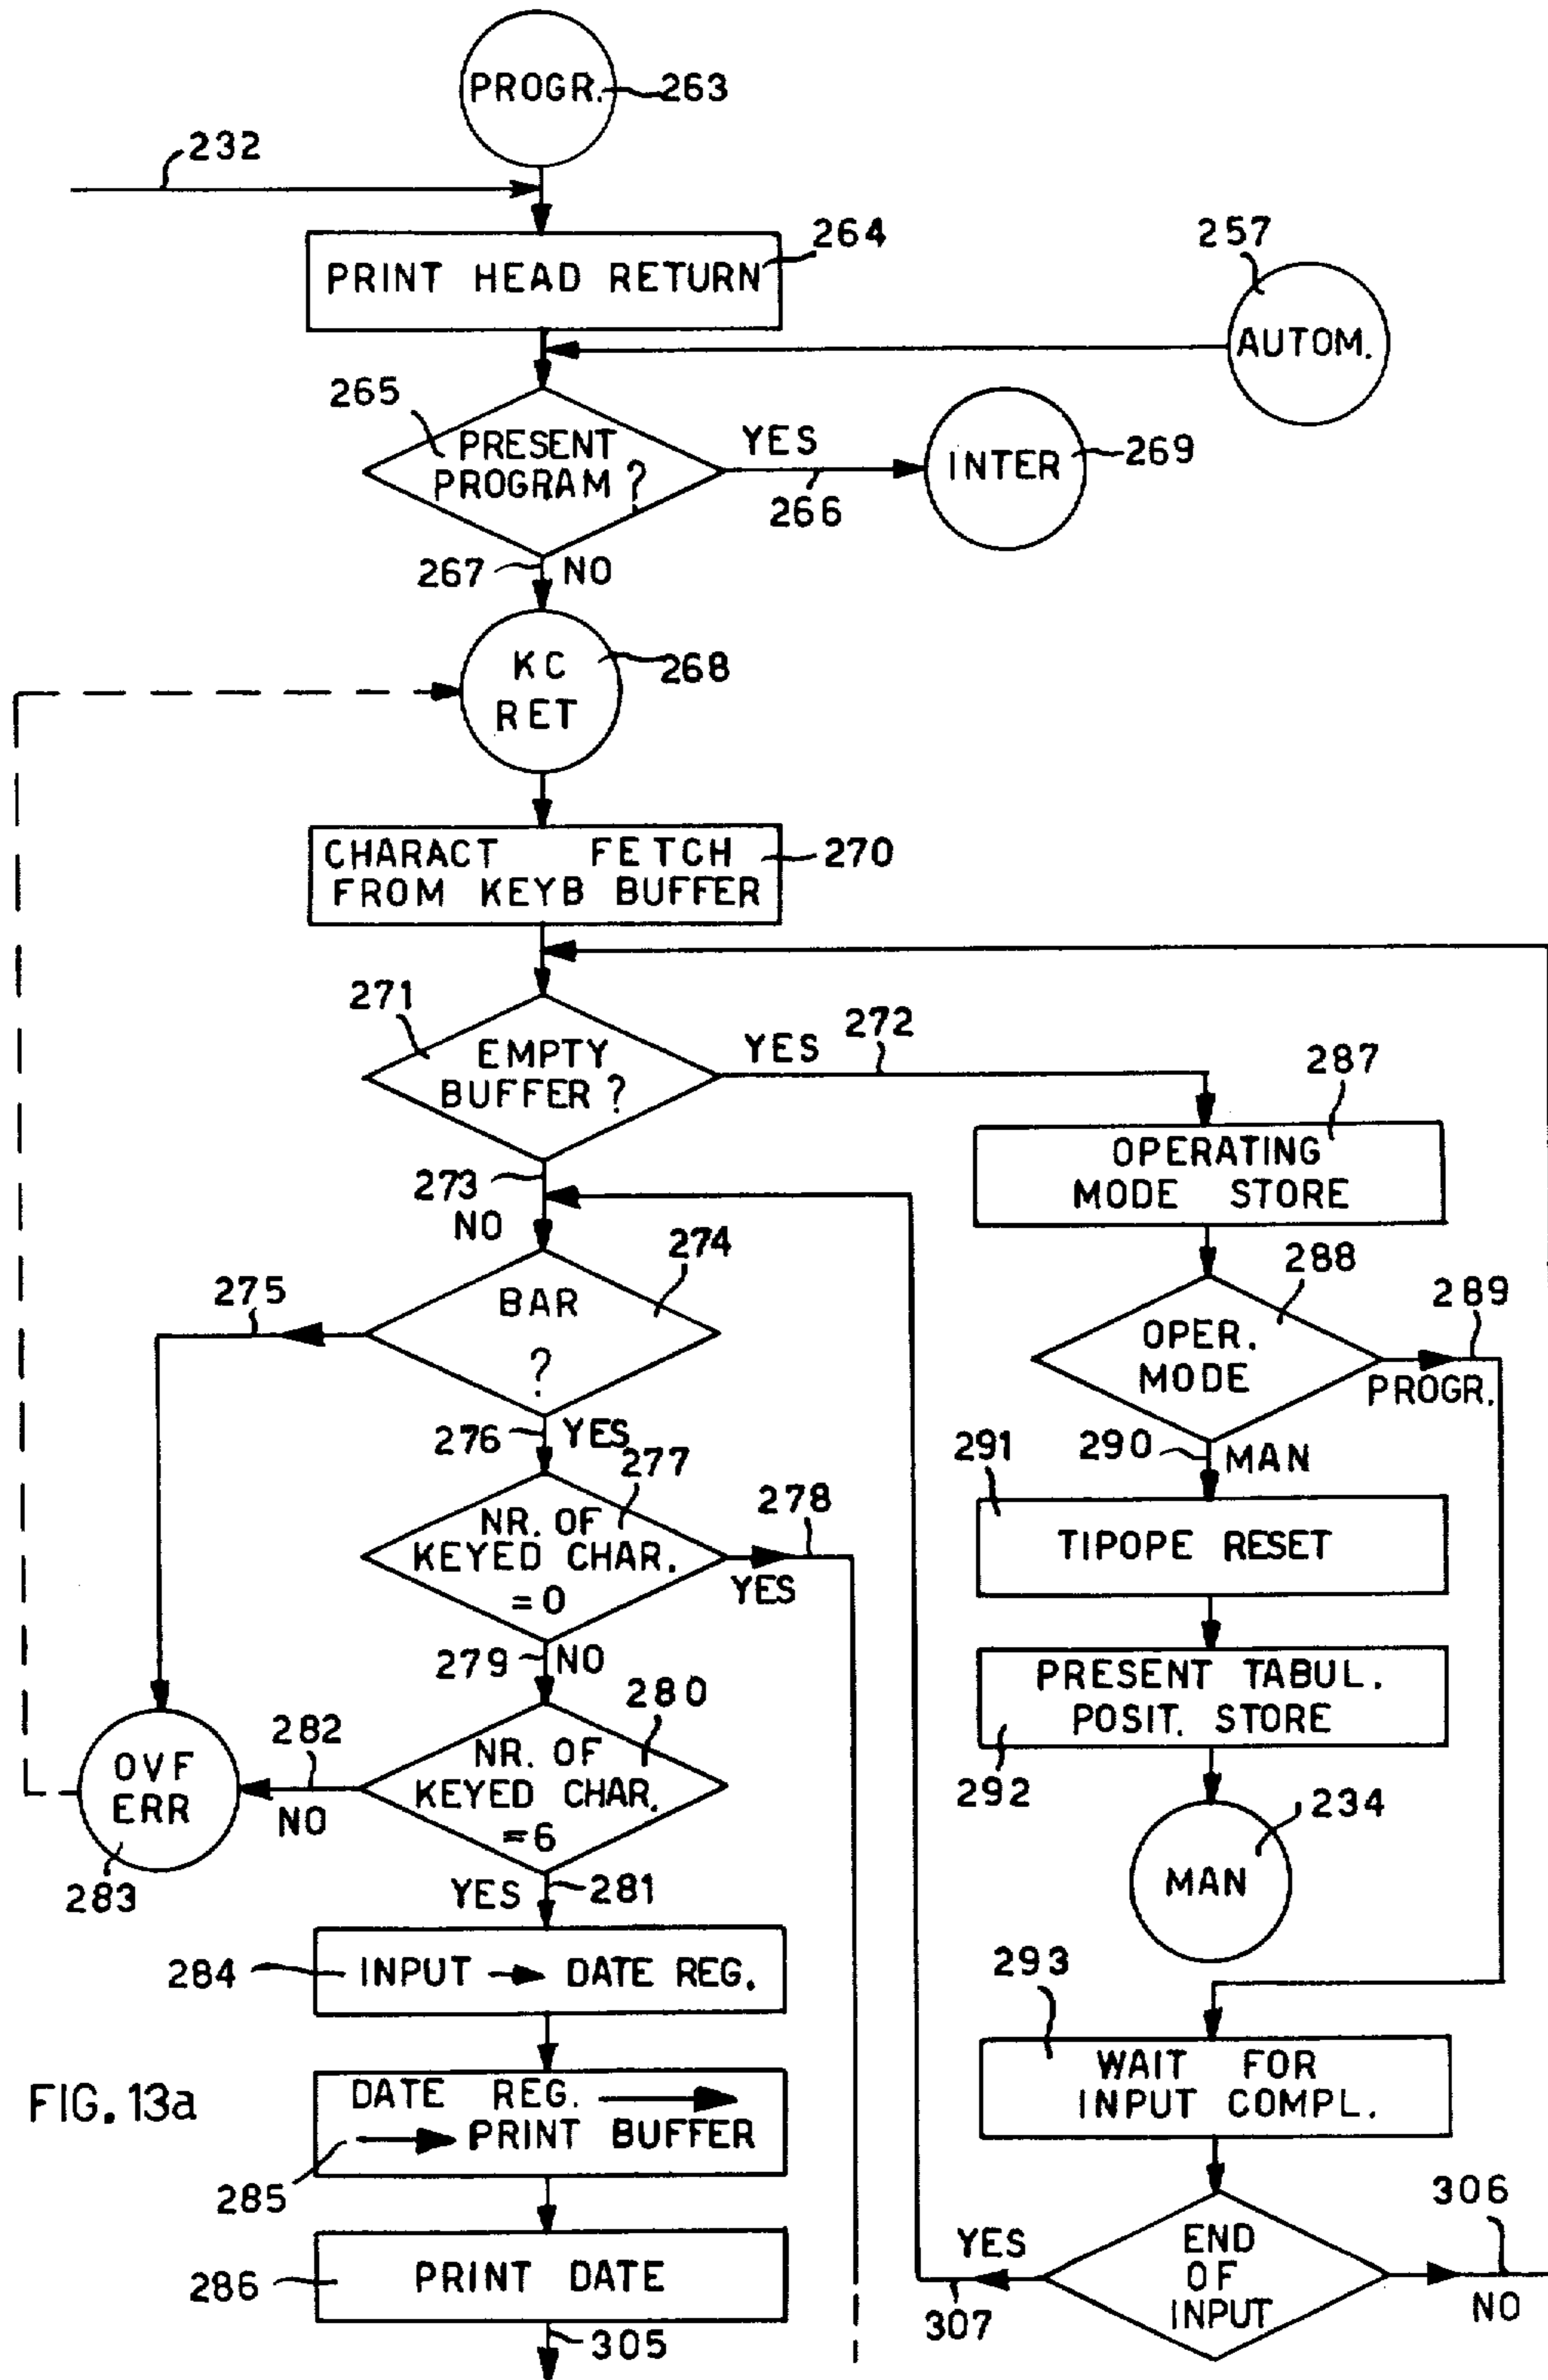 PROGR.
263
232
PRINT HEAD RETURN
264
257
AUTOM.
265
PRESENT
PROGRAM ?
YES
266
INTER
269
267
NO
KC
RET
268
CHARACT FETCH
FROM KEYB BUFFER
270
271
EMPTY
BUFFER ?
YES
272
287
OPERATING
MODE STORE
273
NO
274
BAR
?
275
288
OPER.
MODE
289
PROGR.
276
YES
277
290
MAN
291
NR. OF
KEYED CHAR.
= 0
278
YES
TIPOPE RESET
279
NO
280
PRESENT TABUL.
POSIT. STORE
292
OVF
ERR
282
NO
NR. OF
KEYED CHAR.
= 6
283
234
MAN
YES
281
284
INPUT → DATE REG.
293
WAIT FOR
INPUT COMPL.
FIG. 13a
DATE REG. →
→ PRINT BUFFER
285
286
PRINT DATE
305
YES
307
END
OF
INPUT
306
NO